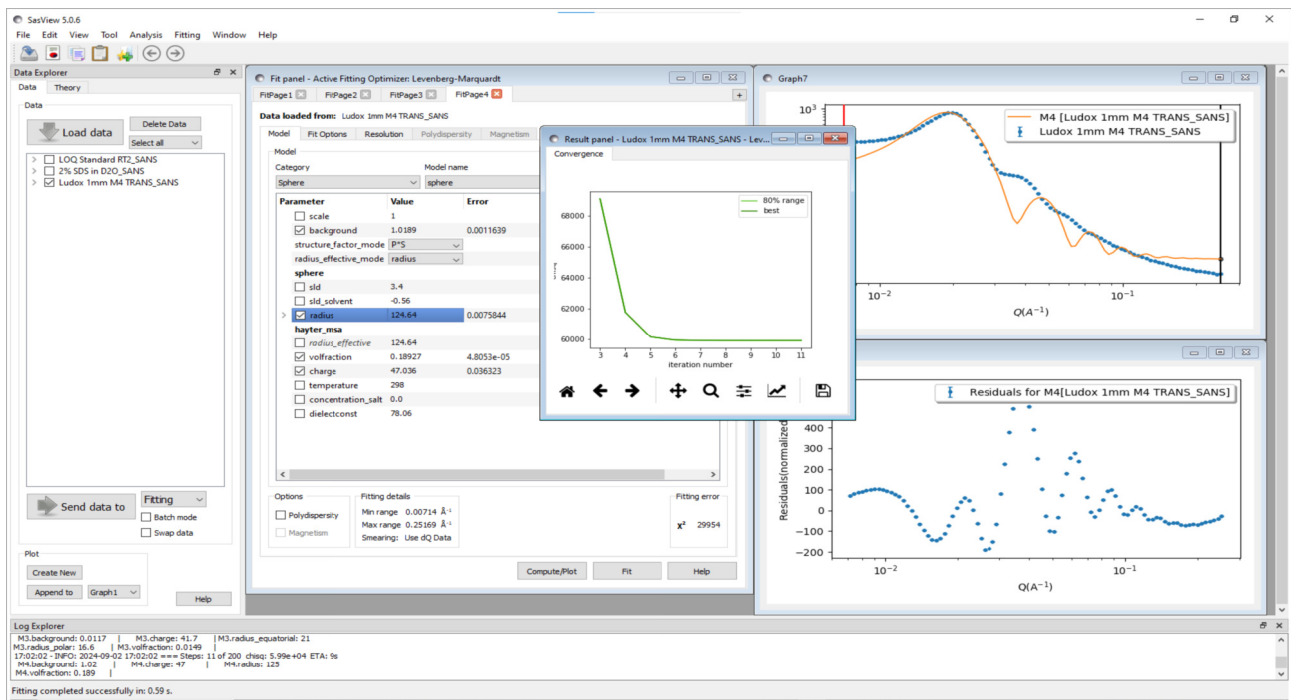 SasView 5.0.6
File Edit View Tool Analysis Fitting Window Help
Data Explorer
Data Theory
Data
Load data
Delete Data
Select all
LOQ Standard RT2_SANS
2% SDS in D2O_SANS
Ludox 1mm M4 TRANS_SANS
Send data to
Fitting
Batch mode
Swap data
Plot
Create New
Append to
Graph1
Help
Fit panel - Active Fitting Optimizer: Levenberg-Marquardt
FitPage1 FitPage2 FitPage3 FitPage4
+
Data loaded from: Ludox 1mm M4 TRANS_SANS
Model Fit Options Resolution Polydispersity Magnetism
Model
Category Model name
Sphere sphere
Parameter Value Error
scale 1
background 1.0189 0.0011639
structure_factor_mode P*S
radius_effective_mode radius
sphere
sld 3.4
sld_solvent -0.56
radius 124.64 0.0075844
hayter_msa
radius_effective 124.64
volfraction 0.18927 4.8053e-05
charge 47.036 0.036323
temperature 298
concentration_salt 0.0
dielectconst 78.06
Options
Polydispersity
Magnetism
Fitting details
Min range 0.00714 Å⁻¹
Max range 0.25169 Å⁻¹
Smearing: Use dQ Data
Fitting error
χ² 29954
Compute/Plot Fit Help
Result panel - Ludox 1mm M4 TRANS_SANS - Lev...
Convergence
80% range
best
68000
66000
64000
62000
60000
3 4 5 6 7 8 9 10 11
iteration number
Graph7
10³
M4 [Ludox 1mm M4 TRANS_SANS]
Ludox 1mm M4 TRANS_SANS
10⁻² 10⁻¹
Q(A⁻¹)
Residuals for M4[Ludox 1mm M4 TRANS_SANS]
Residuals(normalized
400
300
200
100
0
−100
−200
10⁻² 10⁻¹
Q(A⁻¹)
Log Explorer
M3.background: 0.0117 | M3.charge: 41.7 | M3.radius_equatorial: 21
M3.radius_polar: 16.6 | M3.volfraction: 0.0149 |
17:02:02 - INFO: 2024-09-02 17:02:02 === Steps: 11 of 200 chisq: 5.99e+04 ETA: 9s
M4.background: 1.02 | M4.charge: 47 | M4.radius: 125
M4.volfraction: 0.189 |
Fitting completed successfully in: 0.59 s.